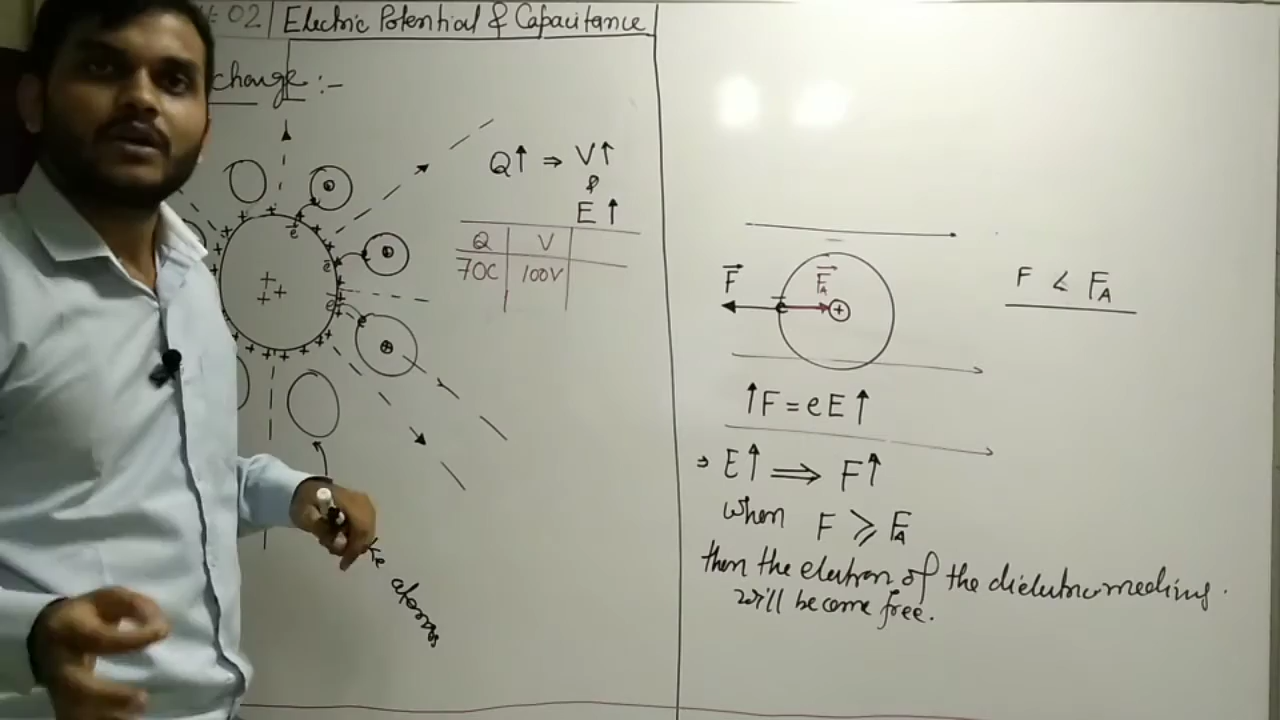 : 02 | Electric Potential & Capacitance
charge :-
Q↑ ⇒ V↑
&
E ↑
Q | V
70C | 100V
e̅
e̅
e̅
atoms
F⃗
F⃗A
e̅
+
F < FA
↑F = eE↑
⇒ E↑ ⟹ F↑
when F ⩾ FA
then the electron of the dielectric medium
will become free.